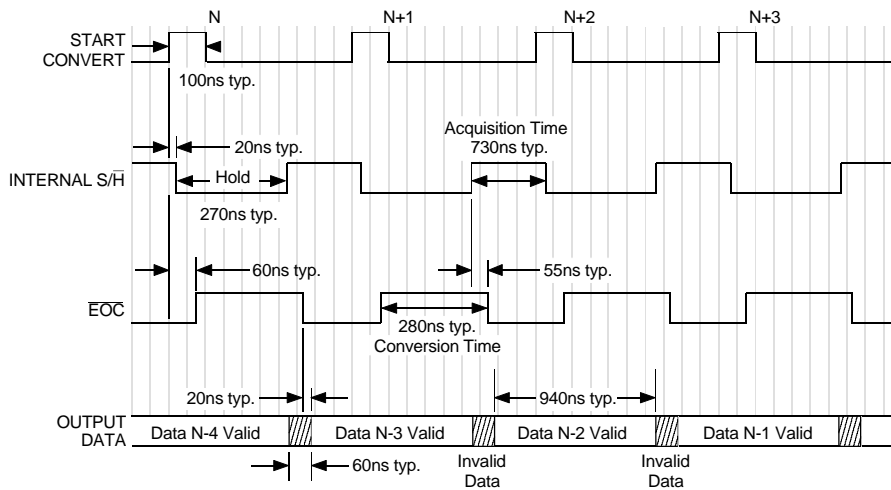 N N+1 N+2 N+3
START
CONVERT
100ns typ.
Acquisition Time
20ns typ. 730ns typ.
INTERNAL S/H̅ Hold
270ns typ.
60ns typ. 55ns typ.
E̅O̅C̅
280ns typ.
Conversion Time
20ns typ. 940ns typ.
OUTPUT
DATA
Data N-4 Valid Data N-3 Valid Data N-2 Valid Data N-1 Valid
60ns typ. Invalid Data Invalid Data